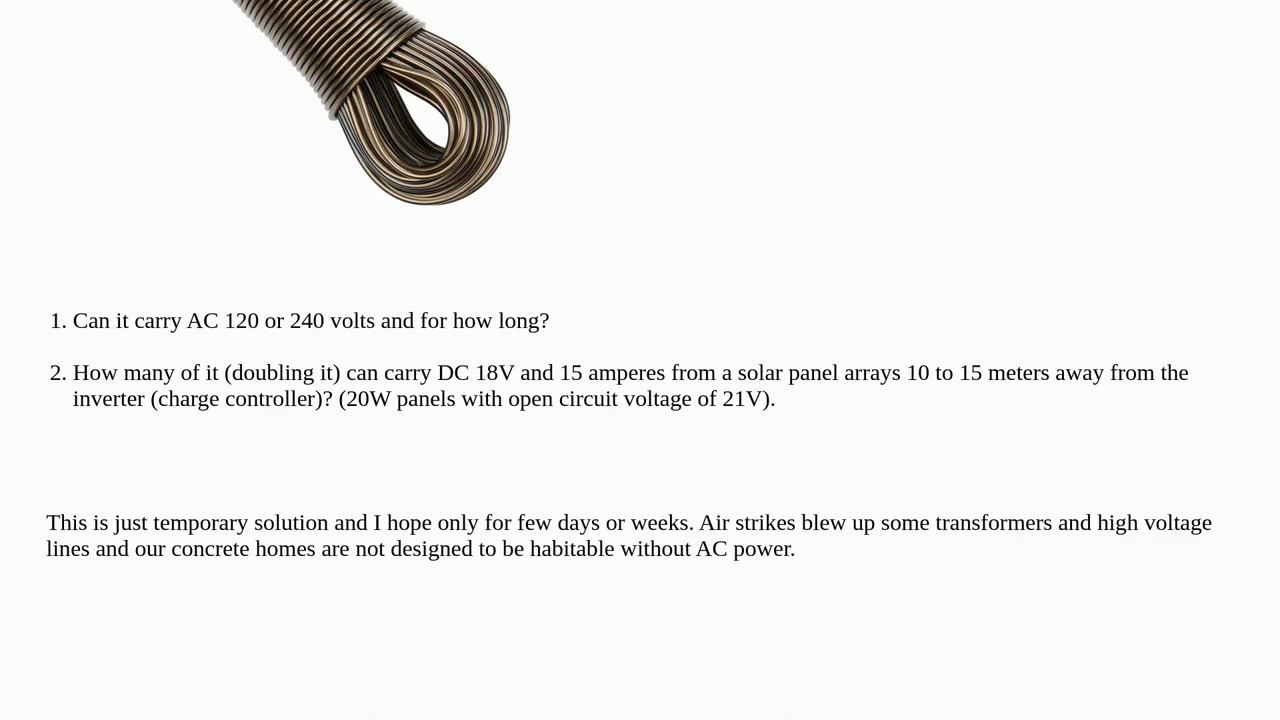 1. Can it carry AC 120 or 240 volts and for how long?
2. How many of it (doubling it) can carry DC 18V and 15 amperes from a solar panel arrays 10 to 15 meters away from the
inverter (charge controller)? (20W panels with open circuit voltage of 21V).
This is just temporary solution and I hope only for few days or weeks. Air strikes blew up some transformers and high voltage
lines and our concrete homes are not designed to be habitable without AC power.